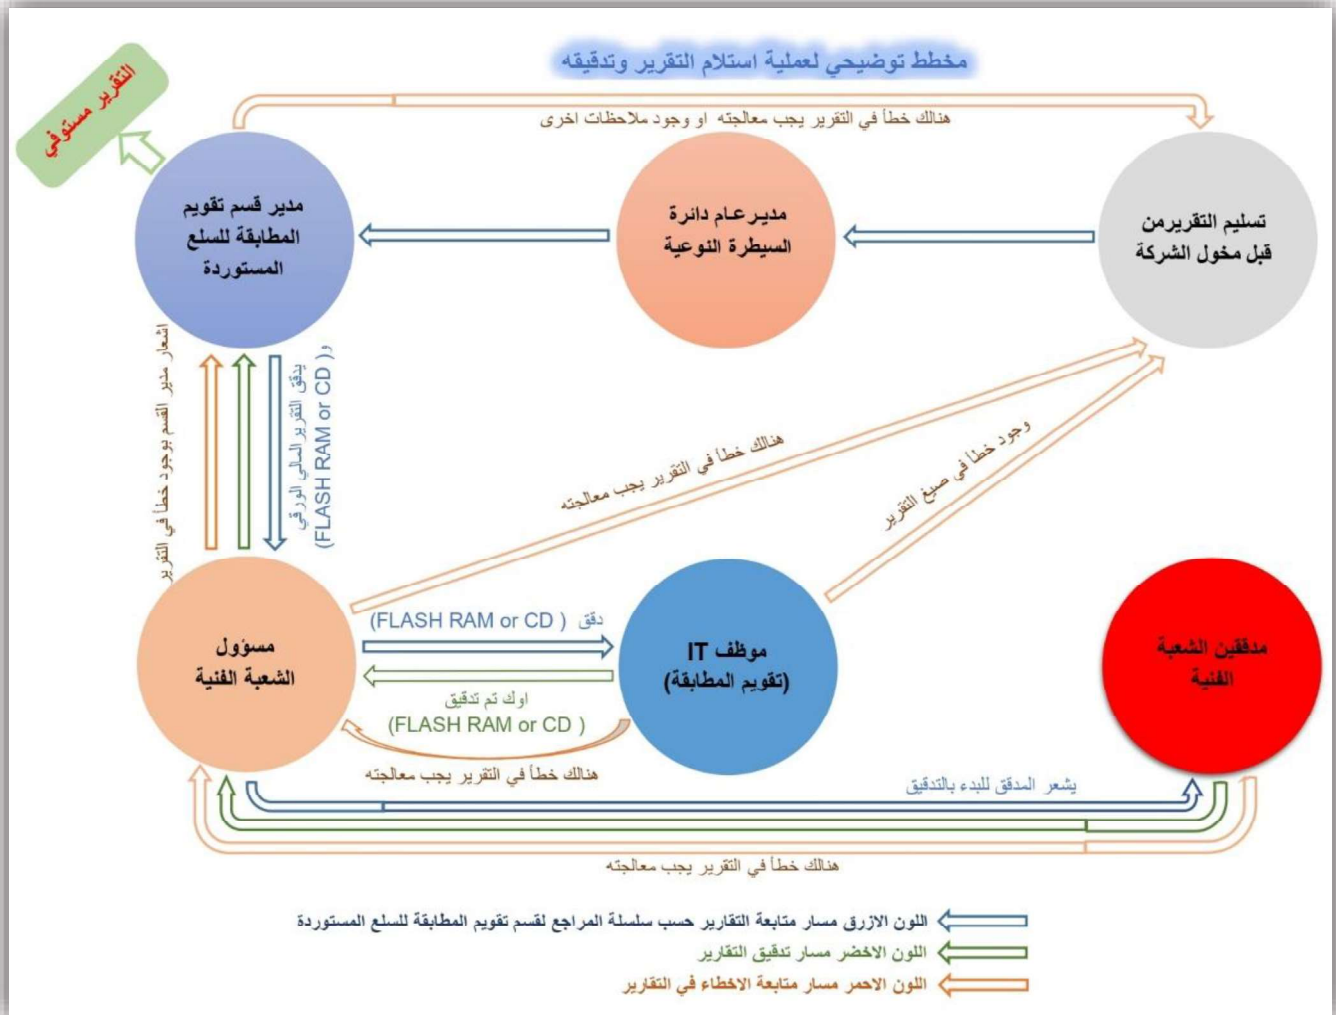 مخطط توضيحي لعملية استلام التقرير وتدقيقه
التقرير مستوفي
هنالك خطأ في التقرير يجب معالجته او وجود ملاحظات اخرى
تسليم التقريرمن
قبل مخول الشركة
مديرعام دائرة
السيطرة النوعية
مدير قسم تقويم
المطابقة للسلع
المستوردة
اشعار مدير القسم بوجود خطأ في التقرير
يدقق التقرير المالي الورقي
و( FLASH RAM or CD)
(FLASH RAM or CD )
هنالك خطأ في التقرير يجب معالجته
وجود خطأ في صيغ التقرير
مدققين الشعبة
الفنية
موظف IT
(تقويم المطابقة)
مسؤول
الشعبة الفنية
دقق ( FLASH RAM or CD)
اوك تم تدقيق
(FLASH RAM or CD )
هنالك خطأ في التقرير يجب معالجته
يشعر المدقق للبدء بالتدقيق
هنالك خطأ في التقرير يجب معالجته
اللون الازرق مسار متابعة التقارير حسب سلسلة المراجع لقسم تقويم المطابقة للسلع المستوردة
اللون الاخضر مسار تدقيق التقارير
اللون الاحمر مسار متابعة الاخطاء في التقارير